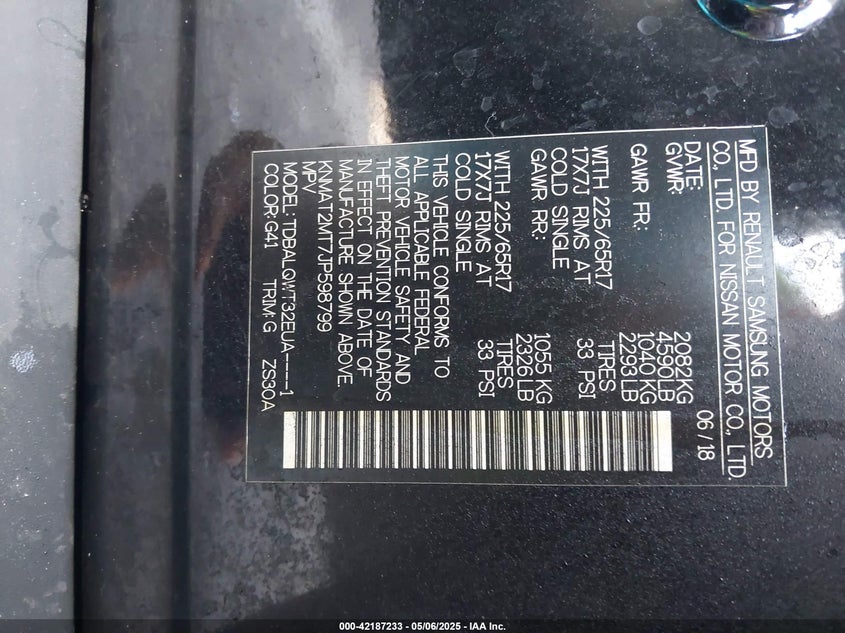 MFD BY RENAULT SAMSUNG MOTORS
CO., LTD. FOR NISSAN MOTOR CO., LTD.
DATE: 06 / 18
GVWR: 2082KG
4590LB
GAWR FR: 1040 KG
2293LB
WITH 225/65R17 TIRES
17X7J RIMS AT 33 PSI
COLD SINGLE
GAWR RR: 1055 KG
2326LB
WITH 225/65R17 TIRES
17X7J RIMS AT 33 PSI
COLD SINGLE
THIS VEHICLE CONFORMS TO
ALL APPLICABLE FEDERAL
MOTOR VEHICLE SAFETY AND
THEFT PREVENTION STANDARDS
IN EFFECT ON THE DATE OF
MANUFACTURE SHOWN ABOVE.
KNMAT2MT7JP598799
MPV
MODEL: TDBALQWT32EUA----1
COLOR: G41 TRIM: G ZS30A
000-42187233 - 05/06/2025 - IAA Inc.